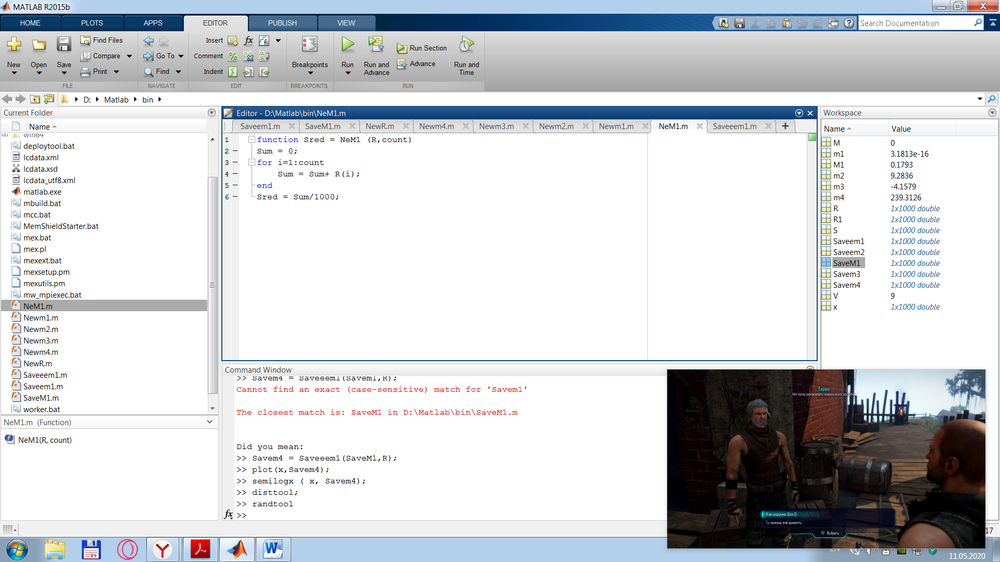 MATLAB R2015b
HOME PLOTS APPS EDITOR PUBLISH VIEW
Search Documentation
New Open Save
Find Files
Compare
Print
FILE
Go To
Find
NAVIGATE
Insert
Comment
Indent
EDIT
Breakpoints
BREAKPOINTS
Run
Run and Advance
Run Section
Advance
Run and Time
RUN
D: Matlab bin
Current Folder
Name
win64
deploytool.bat
lcdata.xml
lcdata.xsd
lcdata_utf8.xml
matlab.exe
mbuild.bat
mcc.bat
MemShieldStarter.bat
mex.bat
mex.pl
mexext.bat
mexsetup.pm
mexutils.pm
mw_mpiexec.bat
NeM1.m
Newm1.m
Newm2.m
Newm3.m
Newm4.m
NewR.m
Saveeem1.m
Saveem1.m
SaveM1.m
worker.bat
NeM1.m (Function)
NeM1(R, count)
Editor - D:\Matlab\bin\NeM1.m
Saveem1.m SaveM1.m NewR.m Newm4.m Newm3.m Newm2.m Newm1.m NeM1.m Saveeem1.m
1 function Sred = NeM1 (R,count)
2 Sum = 0;
3 for i=1:count
4 Sum = Sum+ R(i);
5 end
6 Sred = Sum/1000;
Command Window
>> Savem4 = Saveeem1(Savem1,R);
Cannot find an exact (case-sensitive) match for 'Savem1'
The closest match is: SaveM1 in D:\Matlab\bin\SaveM1.m
Did you mean:
>> Savem4 = Saveeem1(SaveM1,R);
>> plot(x,Savem4);
>> semilogx ( x, Savem4);
>> disttool;
>> randtool
fx >>
Workspace
Name Value
M 0
m1 3.1813e-16
M1 0.1793
m2 9.2836
m3 -4.1579
m4 239.3126
R 1x1000 double
R1 1x1000 double
S 1x1000 double
Saveem1 1x1000 double
Saveem2 1x1000 double
SaveM1 1x1000 double
Savem3 1x1000 double
Savem4 1x1000 double
V 9
x 1x1000 double
Герон
Не хочу рисковать жизнью из за тебя
Я не недоучка. (Бои 3)
Ты можешь мне доверять.
Выбрать
17
EN
11.05.2020